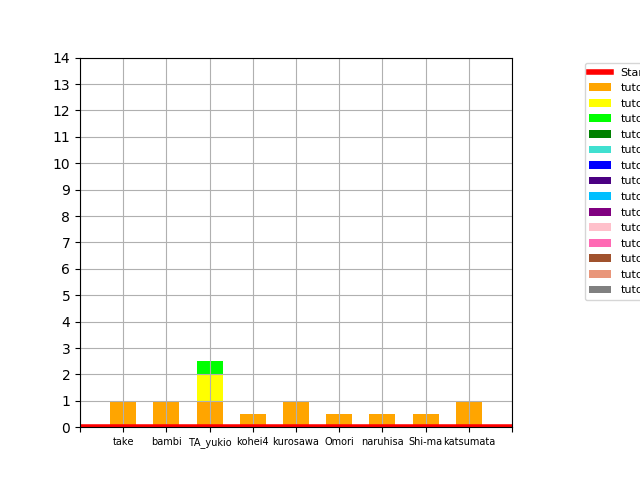 14
13
12
11
10
9
8
7
6
5
4
3
2
1
0
take bambi TA_yukio kohei4 kurosawa Omori naruhisa Shi-ma katsumata
Star
tuto
tuto
tuto
tuto
tuto
tuto
tuto
tuto
tuto
tuto
tuto
tuto
tuto
tuto